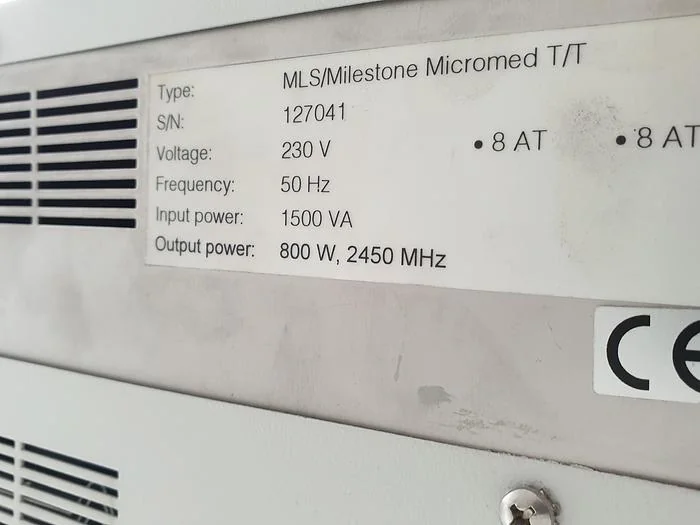 Type: MLS/Milestone Micromed T/T
S/N: 127041
Voltage: 230 V • 8 AT • 8 AT
Frequency: 50 Hz
Input power: 1500 VA
Output power: 800 W, 2450 MHz
CE